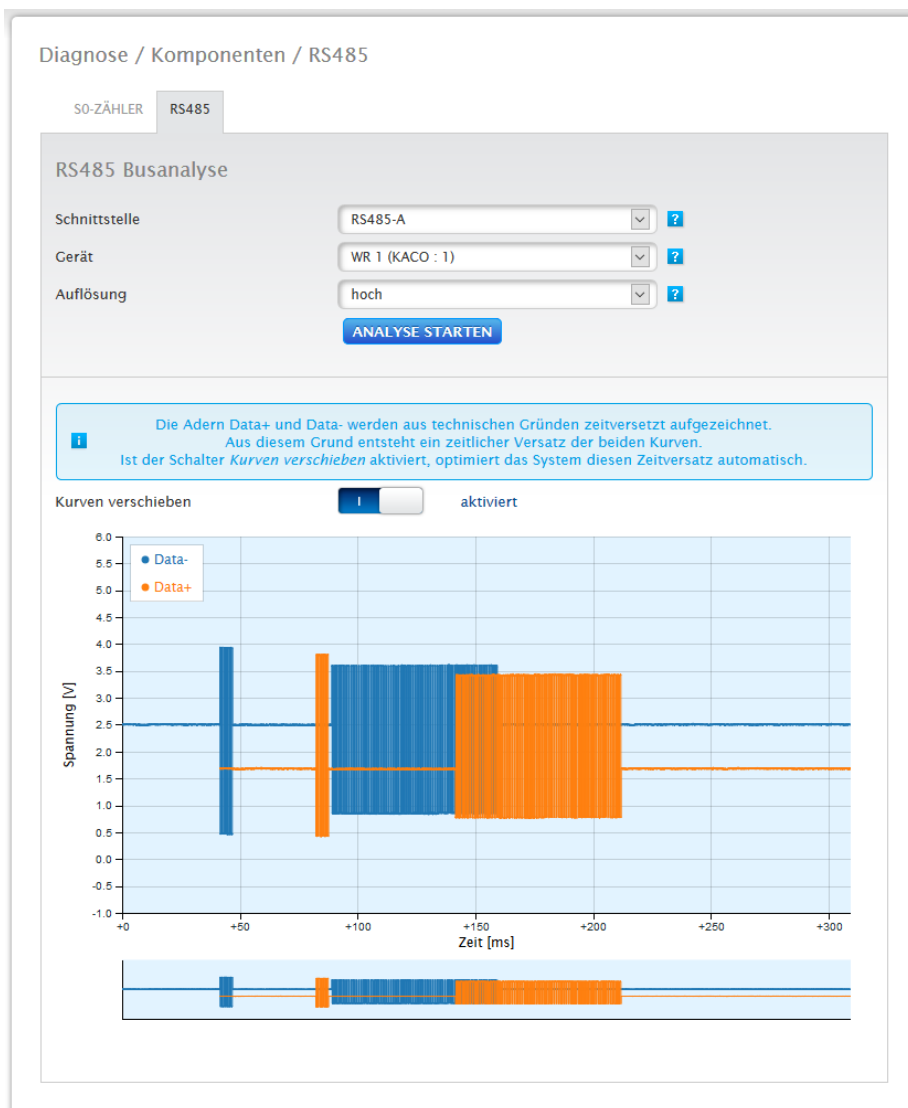 Diagnose / Komponenten / RS485
S0-ZÄHLER RS485
RS485 Busanalyse
Schnittstelle RS485-A ?
Gerät WR 1 (KACO : 1) ?
Auflösung hoch ?
ANALYSE STARTEN
Die Adern Data+ und Data- werden aus technischen Gründen zeitversetzt aufgezeichnet.
i Aus diesem Grund entsteht ein zeitlicher Versatz der beiden Kurven.
Ist der Schalter Kurven verschieben aktiviert, optimiert das System diesen Zeitversatz automatisch.
Kurven verschieben I aktiviert
6.0
5.5
5.0
4.5
4.0
3.5
3.0
2.5
2.0
1.5
1.0
0.5
0.0
-0.5
-1.0
Spannung [V]
Data-
Data+
+0 +50 +100 +150 +200 +250 +300
Zeit [ms]